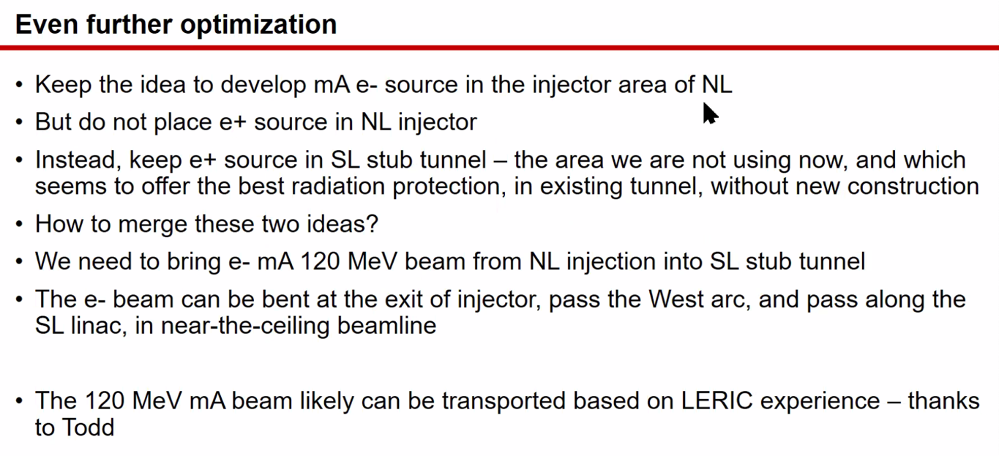 Even further optimization
• Keep the idea to develop mA e- source in the injector area of NL
• But do not place e+ source in NL injector
• Instead, keep e+ source in SL stub tunnel – the area we are not using now, and which
seems to offer the best radiation protection, in existing tunnel, without new construction
• How to merge these two ideas?
• We need to bring e- mA 120 MeV beam from NL injection into SL stub tunnel
• The e- beam can be bent at the exit of injector, pass the West arc, and pass along the
SL linac, in near-the-ceiling beamline
• The 120 MeV mA beam likely can be transported based on LERIC experience – thanks
to Todd